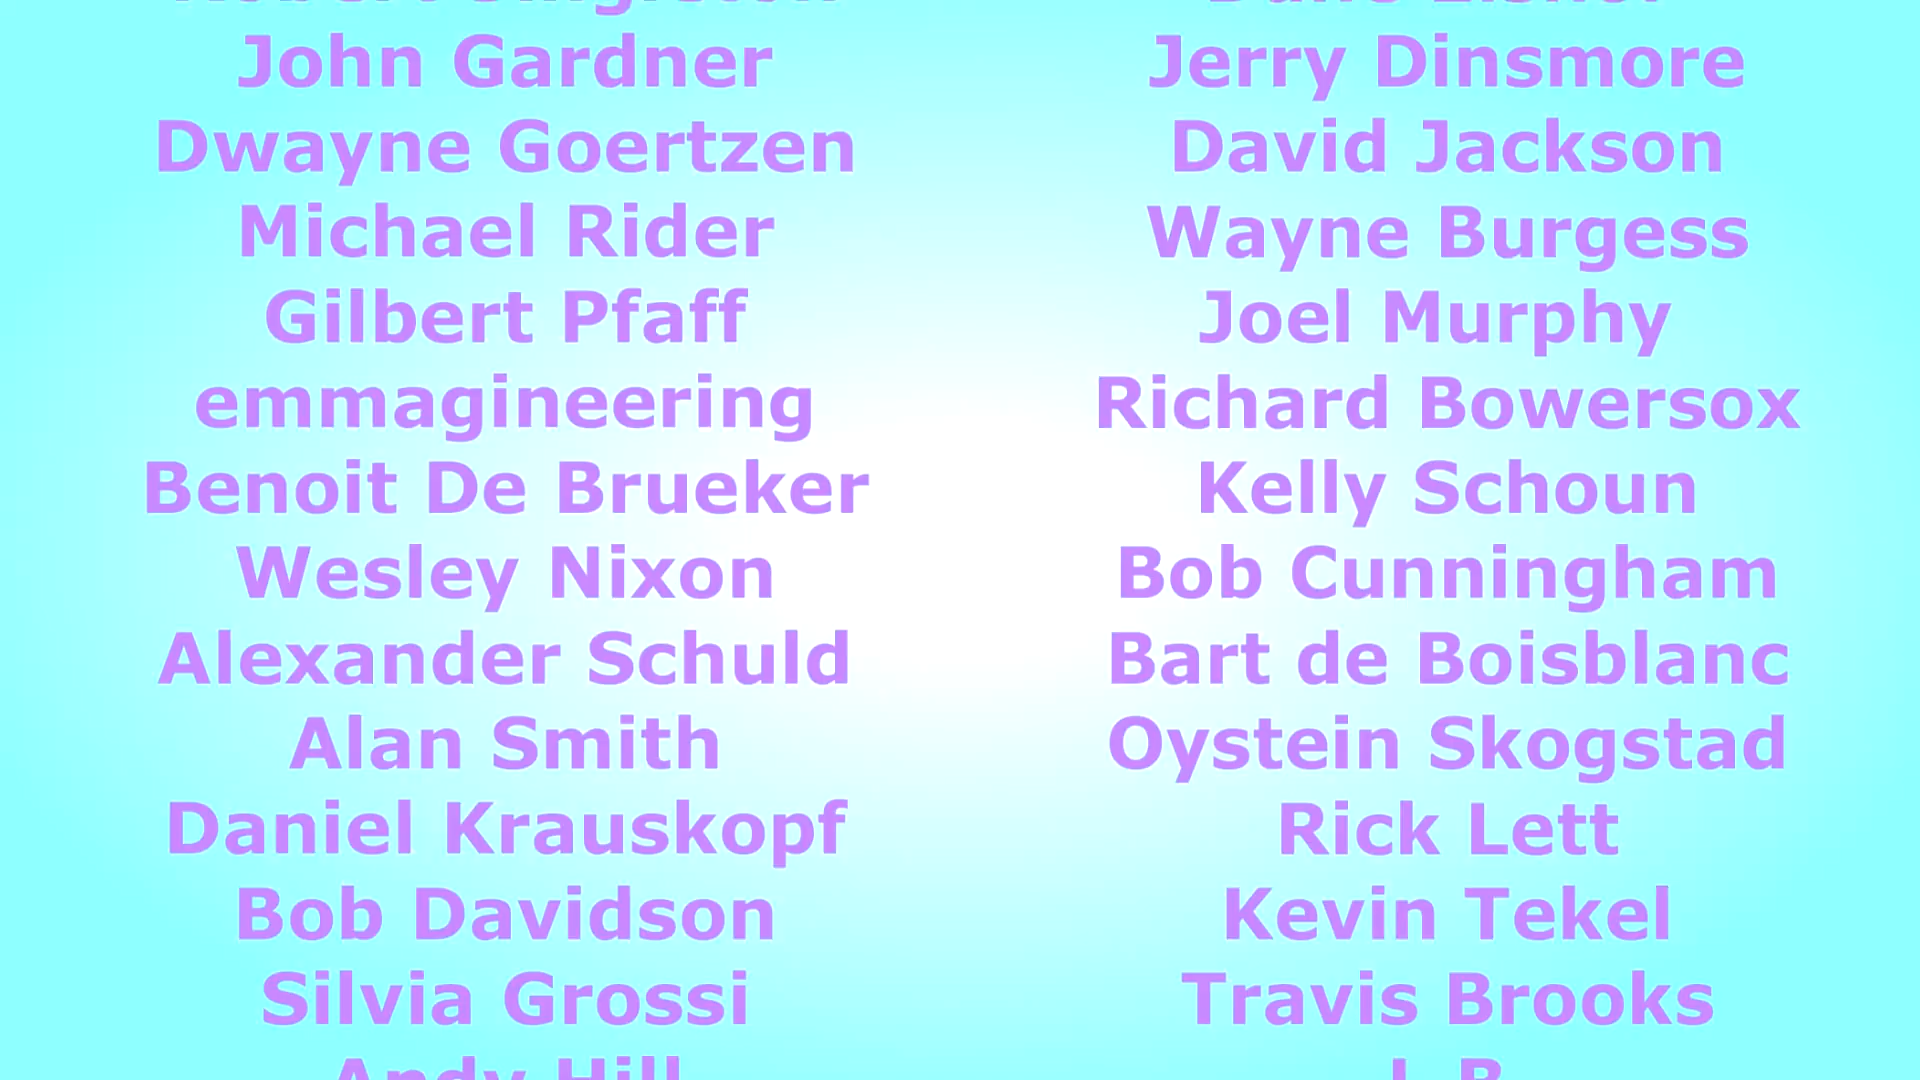 John Gardner
Dwayne Goertzen
Michael Rider
Gilbert Pfaff
emmagineering
Benoit De Brueker
Wesley Nixon
Alexander Schuld
Alan Smith
Daniel Krauskopf
Bob Davidson
Silvia Grossi
Andy Hill
Jerry Dinsmore
David Jackson
Wayne Burgess
Joel Murphy
Richard Bowersox
Kelly Schoun
Bob Cunningham
Bart de Boisblanc
Oystein Skogstad
Rick Lett
Kevin Tekel
Travis Brooks